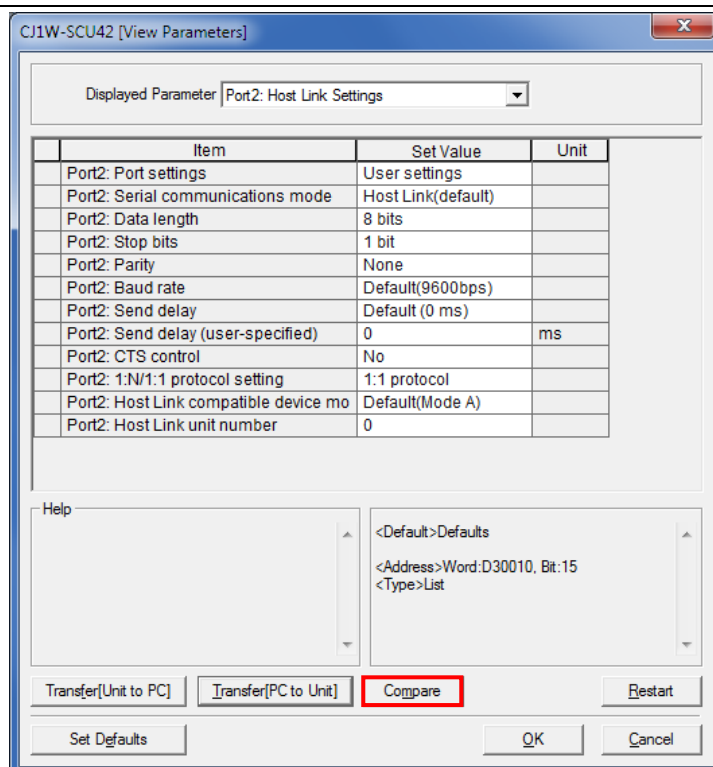 CJ1W-SCU42 [View Parameters]
Displayed Parameter Port2: Host Link Settings
Item Set Value Unit
Port2: Port settings User settings
Port2: Serial communications mode Host Link(default)
Port2: Data length 8 bits
Port2: Stop bits 1 bit
Port2: Parity None
Port2: Baud rate Default(9600bps)
Port2: Send delay Default (0 ms)
Port2: Send delay (user-specified) 0 ms
Port2: CTS control No
Port2: 1:N/1:1 protocol setting 1:1 protocol
Port2: Host Link compatible device mo Default(Mode A)
Port2: Host Link unit number 0
Help
<Default>Defaults
<Address>Word:D30010, Bit:15
<Type>List
Transfer[Unit to PC] Transfer[PC to Unit] Compare Restart
Set Defaults OK Cancel